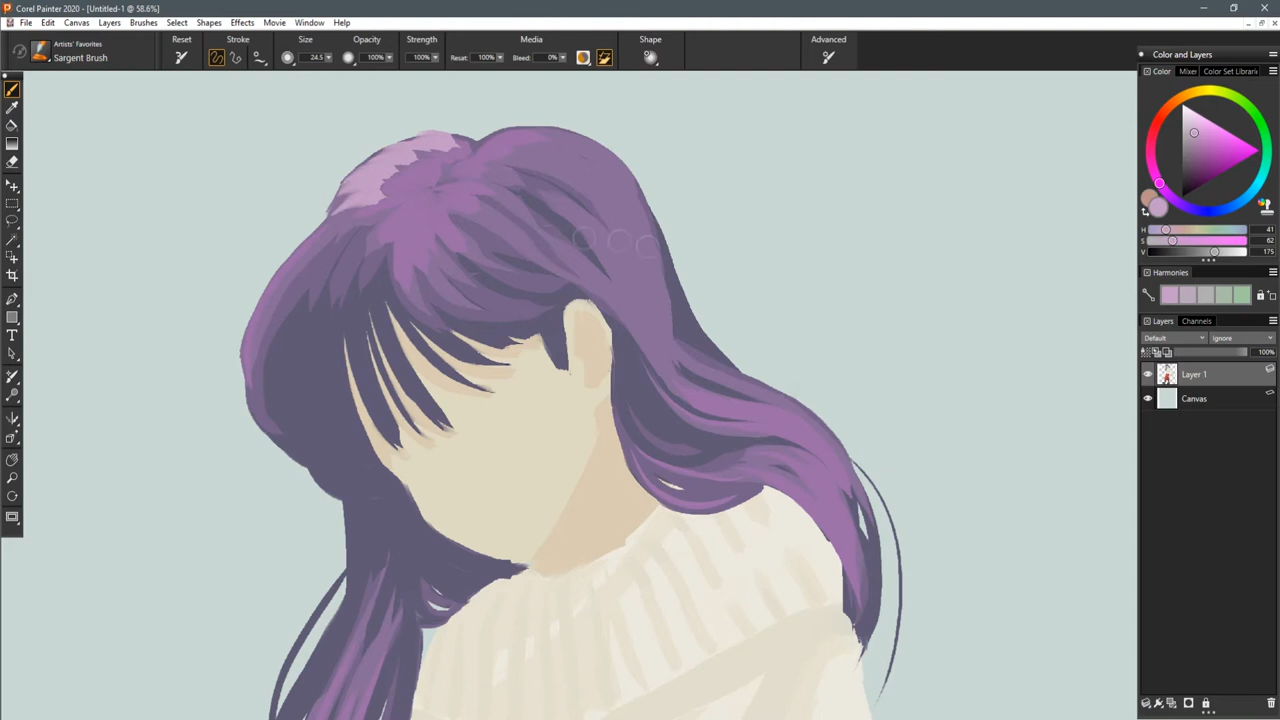 Corel Painter 2020 - [Untitled-1 @ 58.6%]
File Edit Canvas Layers Brushes Select Shapes Effects Movie Window Help
Artists' Favorites
Sargent Brush
Reset Stroke Size Opacity Strength Media Shape Advanced
24.5 100% 100% Resat: 100% Bleed: 0%
Color and Layers
Color Mixer Color Set Librari
H 41
S 62
V 175
Harmonies
Layers Channels
Default Ignore
100%
Layer 1
Canvas